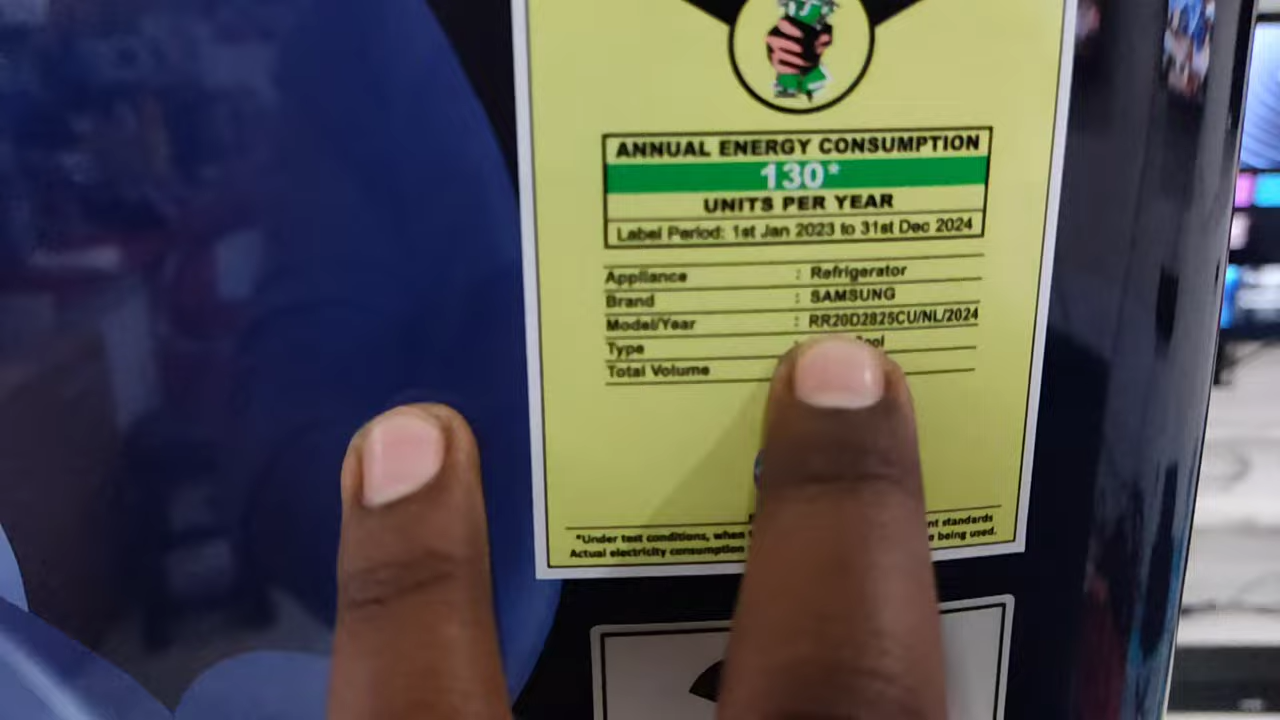 ANNUAL ENERGY CONSUMPTION
130*
UNITS PER YEAR
Label Period: 1st Jan 2023 to 31st Dec 2024
Appliance : Refrigerator
Brand : SAMSUNG
Model/Year : RR20D2825CU/NL/2024
Type
Total Volume
*Under test conditions, when
standards
Actual electricity consumption
being used.